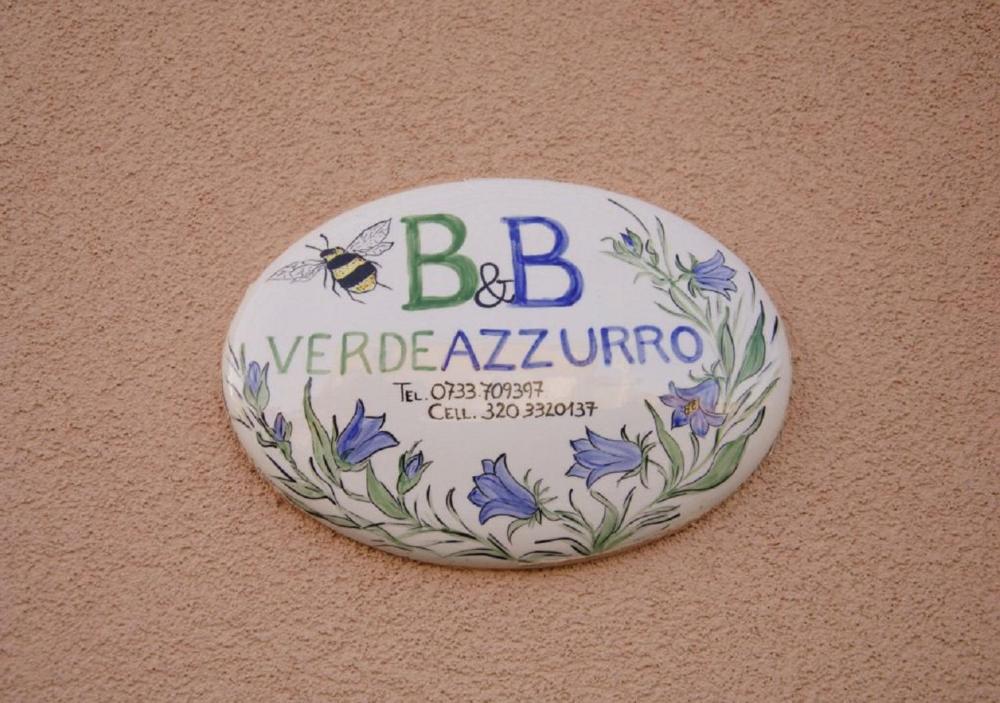 B&B
VERDEAZZURRO
TEL. 0733.709397
CELL. 320 3320137